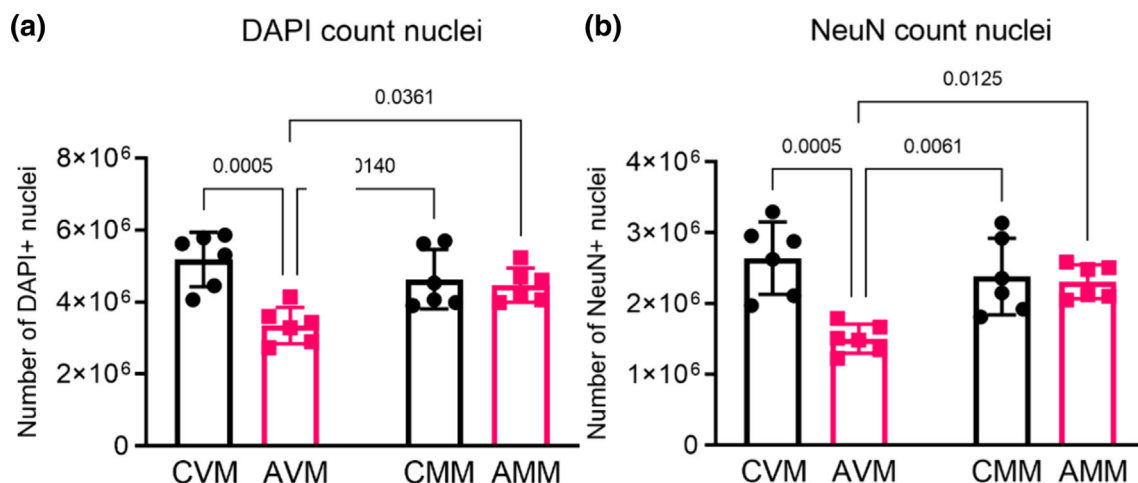 (a) DAPI count nuclei
0.0361
0.0005 0140
Number of DAPI+ nuclei
8×10⁶
6×10⁶
4×10⁶
2×10⁶
0
CVM AVM CMM AMM
(b) NeuN count nuclei
0.0125
0.0005 0.0061
Number of NeuN+ nuclei
4×10⁶
3×10⁶
2×10⁶
1×10⁶
0
CVM AVM CMM AMM